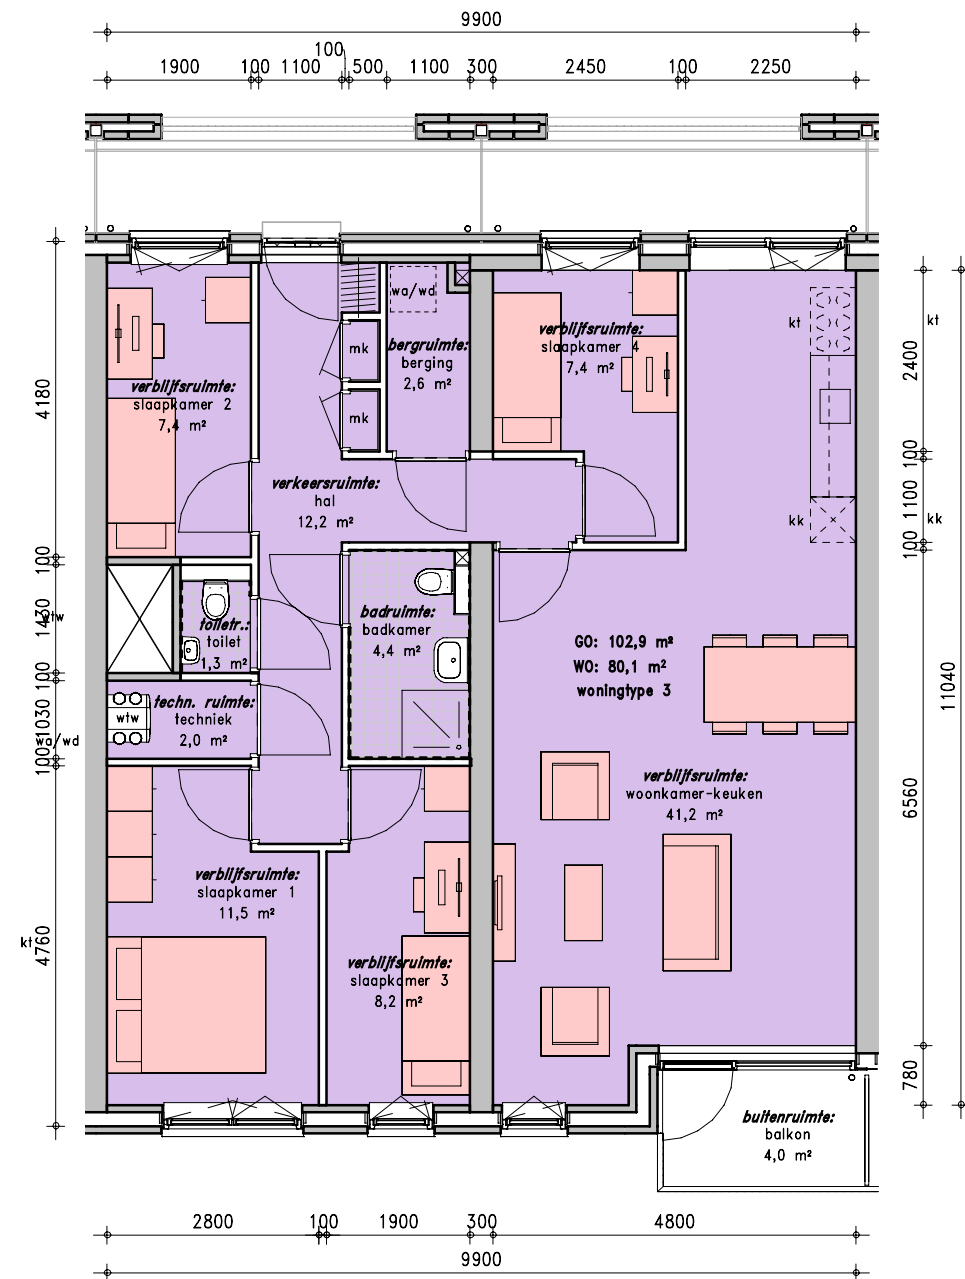 9900
100
1900 100 1100 500 1100 300 2450 100 2250
wa/wd
mk
mk
bergruimte:
berging
2,6 m²
verblijfsruimte:
slaapkamer 4
7,4 m²
kt
kt
verblijfsruimte:
slaapkamer 2
7,4 m²
4180
2400
100
verkeersruimte:
hal
12,2 m²
1100
kk
kk
100
100
1430
wtw
toiletr.:
toilet
1,3 m²
badruimte:
badkamer
4,4 m²
GO: 102,9 m²
WO: 80,1 m²
woningtype 3
100
1030
wa/wd
100
wtw
techn. ruimte:
techniek
2,0 m²
11040
verblijfsruimte:
woonkamer-keuken
41,2 m²
6560
verblijfsruimte:
slaapkamer 1
11,5 m²
kt
4760
verblijfsruimte:
slaapkamer 3
8,2 m²
780
buitenruimte:
balkon
4,0 m²
2800 100 1900 300 4800
9900